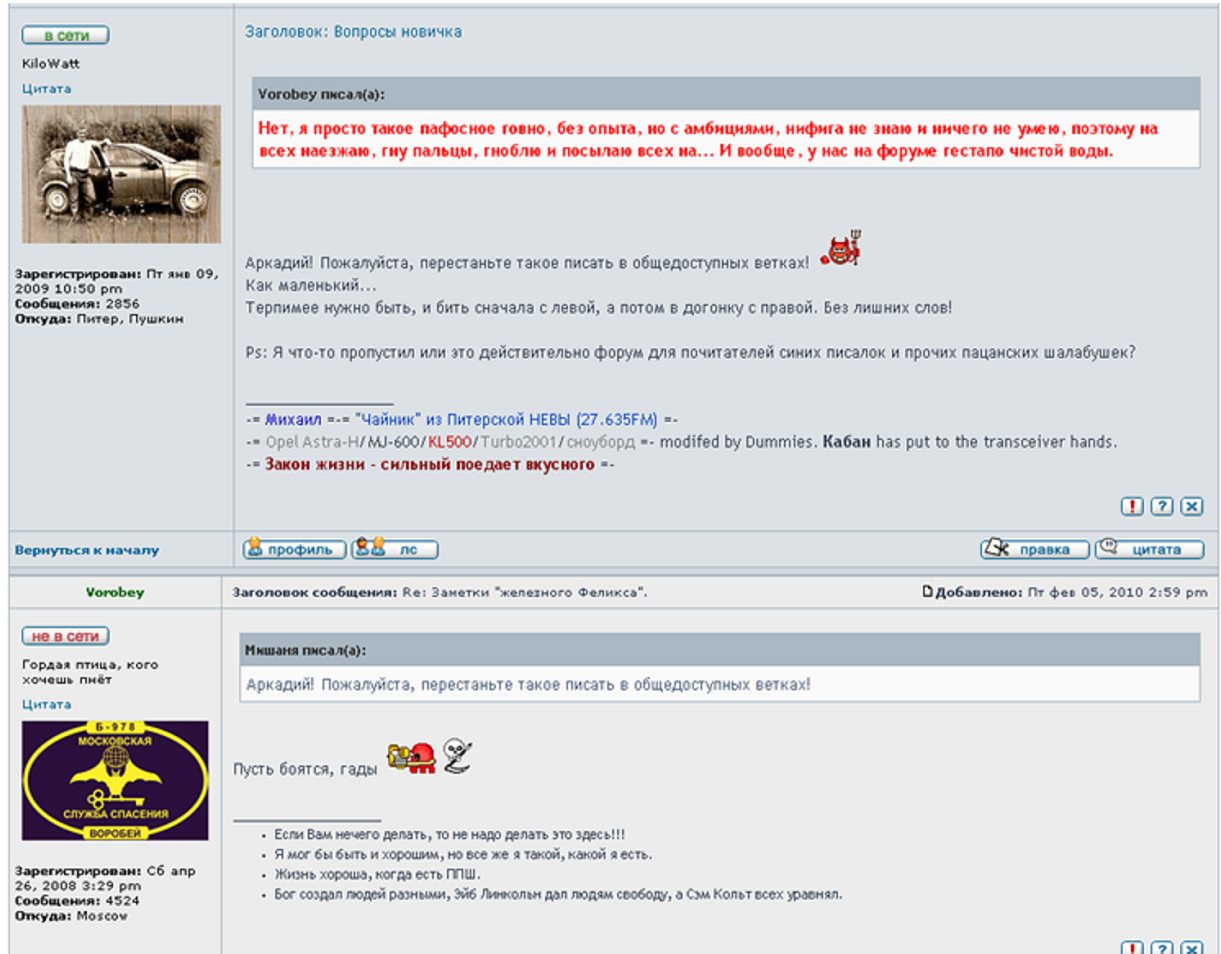 в сети
KiloWatt
Цитата
Зарегистрирован: Пт янв 09,
2009 10:50 pm
Сообщения: 2856
Откуда: Питер, Пушкин
Заголовок: Вопросы новичка
Vorobey писал(а):
Нет, я просто такое пафосное говно, без опыта, но с амбициями, нифига не знаю и ничего не умею, поэтому на
всех наезжаю, гну пальцы, гноблю и посылаю всех на... И вообще, у нас на форуме гестапо чистой воды.
Аркадий! Пожалуйста, перестаньте такое писать в общедоступных ветках!
Как маленький...
Терпимее нужно быть, и бить сначала с левой, а потом в догонку с правой. Без лишних слов!
Ps: Я что-то пропустил или это действительно форум для почитателей синих писалок и прочих пацанских шалабушек?
-= Михаил =-= "Чайник" из Питерской НЕВЫ (27.635FM) =-
-= Opel Astra-H/MJ-600/KL500/Turbo2001/сноуборд =- modifed by Dummies. Кабан has put to the transceiver hands.
-= Закон жизни - сильный поедает вкусного =-
Вернуться к началу
профиль
лс
правка
цитата
Vorobey
Заголовок сообщения: Re: Заметки "железного Феликса".
Добавлено: Пт фев 05, 2010 2:59 pm
не в сети
Гордая птица, кого
хочешь пнёт
Цитата
Б-978
МОСКОВСКАЯ
СЛУЖБА СПАСЕНИЯ
ВОРОБЕЙ
Зарегистрирован: Сб апр
26, 2008 3:29 pm
Сообщения: 4524
Откуда: Moscow
Мишаня писал(а):
Аркадий! Пожалуйста, перестаньте такое писать в общедоступных ветках!
Пусть боятся, гады
• Если Вам нечего делать, то не надо делать это здесь!!!
• Я мог бы быть и хорошим, но все же я такой, какой я есть.
• Жизнь хороша, когда есть ППШ.
• Бог создал людей разными, Эйб Линкольн дал людям свободу, а Сэм Кольт всех уравнял.